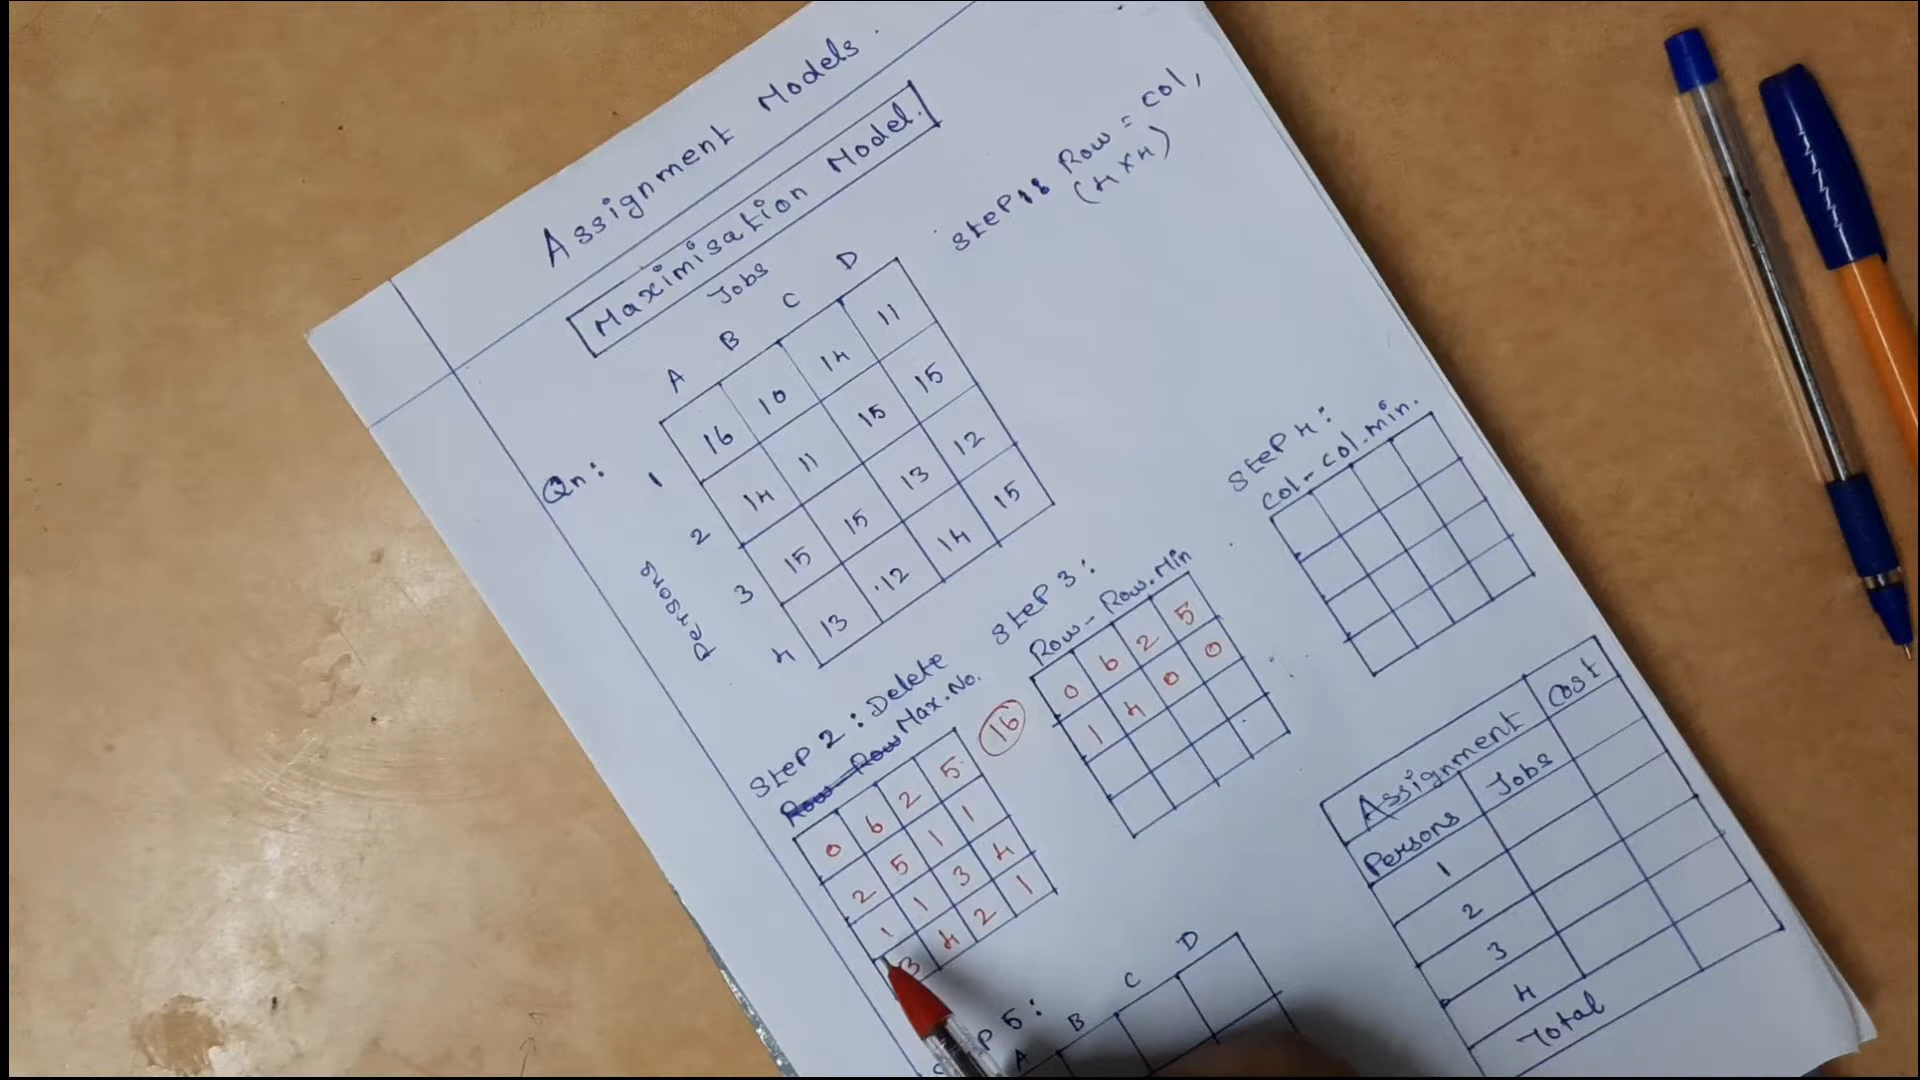 Assignment Models.
Maximisation Model.
Jobs
Step 1: Row = Col,
(4 x 4)
A B C D
Qn:
Persons
1 16 10 14 11
2 14 11 15 15
3 15 15 13 12
4 13 12 14 15
Step 2: Delete
Max. No.
16
0 6 2 5
2 5 1 1
1 1 3 4
3 4 2 1
Step 3:
Row - Row. Min
0 6 2 5
1 4 0 0
Step 4:
Col - Col. min.
Assignment Cost
Persons Jobs
1
2
3
4
Total
P 5:
A B C D